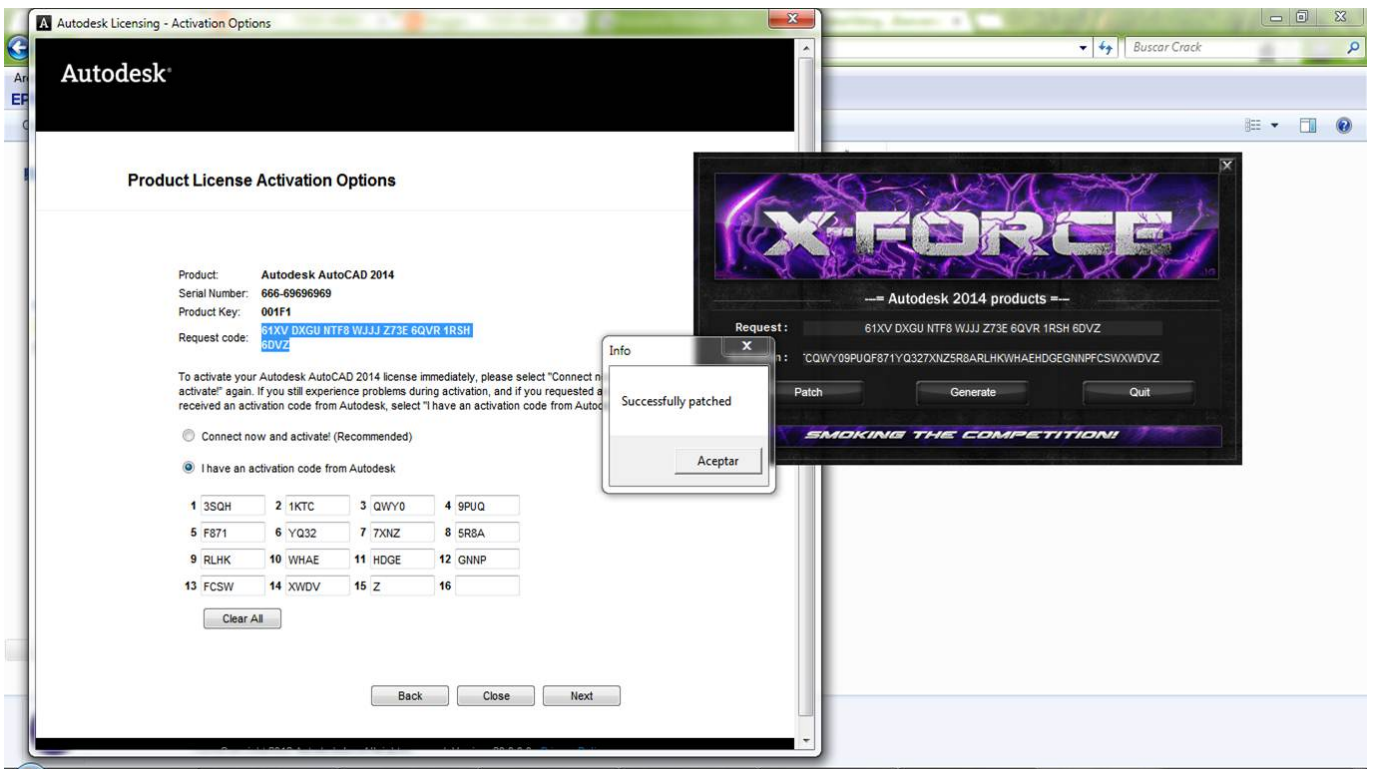 Autodesk Licensing - Activation Options
Buscar Crack
Autodesk
Product License Activation Options
Product: Autodesk AutoCAD 2014
Serial Number: 666-69696969
Product Key: 001F1
Request code: 61XV DXGU NTF8 WJJJ Z73E 6QVR 1RSH
6DVZ
To activate your Autodesk AutoCAD 2014 license immediately, please select "Connect n
activate!" again. If you still experience problems during activation, and if you requested a
received an activation code from Autodesk, select "I have an activation code from Autod
Connect now and activate! (Recommended)
I have an activation code from Autodesk
1 3SQH 2 1KTC 3 QWY0 4 9PUQ
5 F871 6 YQ32 7 7XNZ 8 5R8A
9 RLHK 10 WHAE 11 HDGE 12 GNNP
13 FCSW 14 XWDV 15 Z 16
Clear All
Back Close Next
Info
Successfully patched
Aceptar
X-FORCE
---= Autodesk 2014 products =---
Request : 61XV DXGU NTF8 WJJJ Z73E 6QVR 1RSH 6DVZ
TCQWY09PUQF871YQ327XNZ5R8ARLHKWHAEHDGEGNNPFCSWXWDVZ
Patch Generate Quit
SMOKING THE COMPETITION!